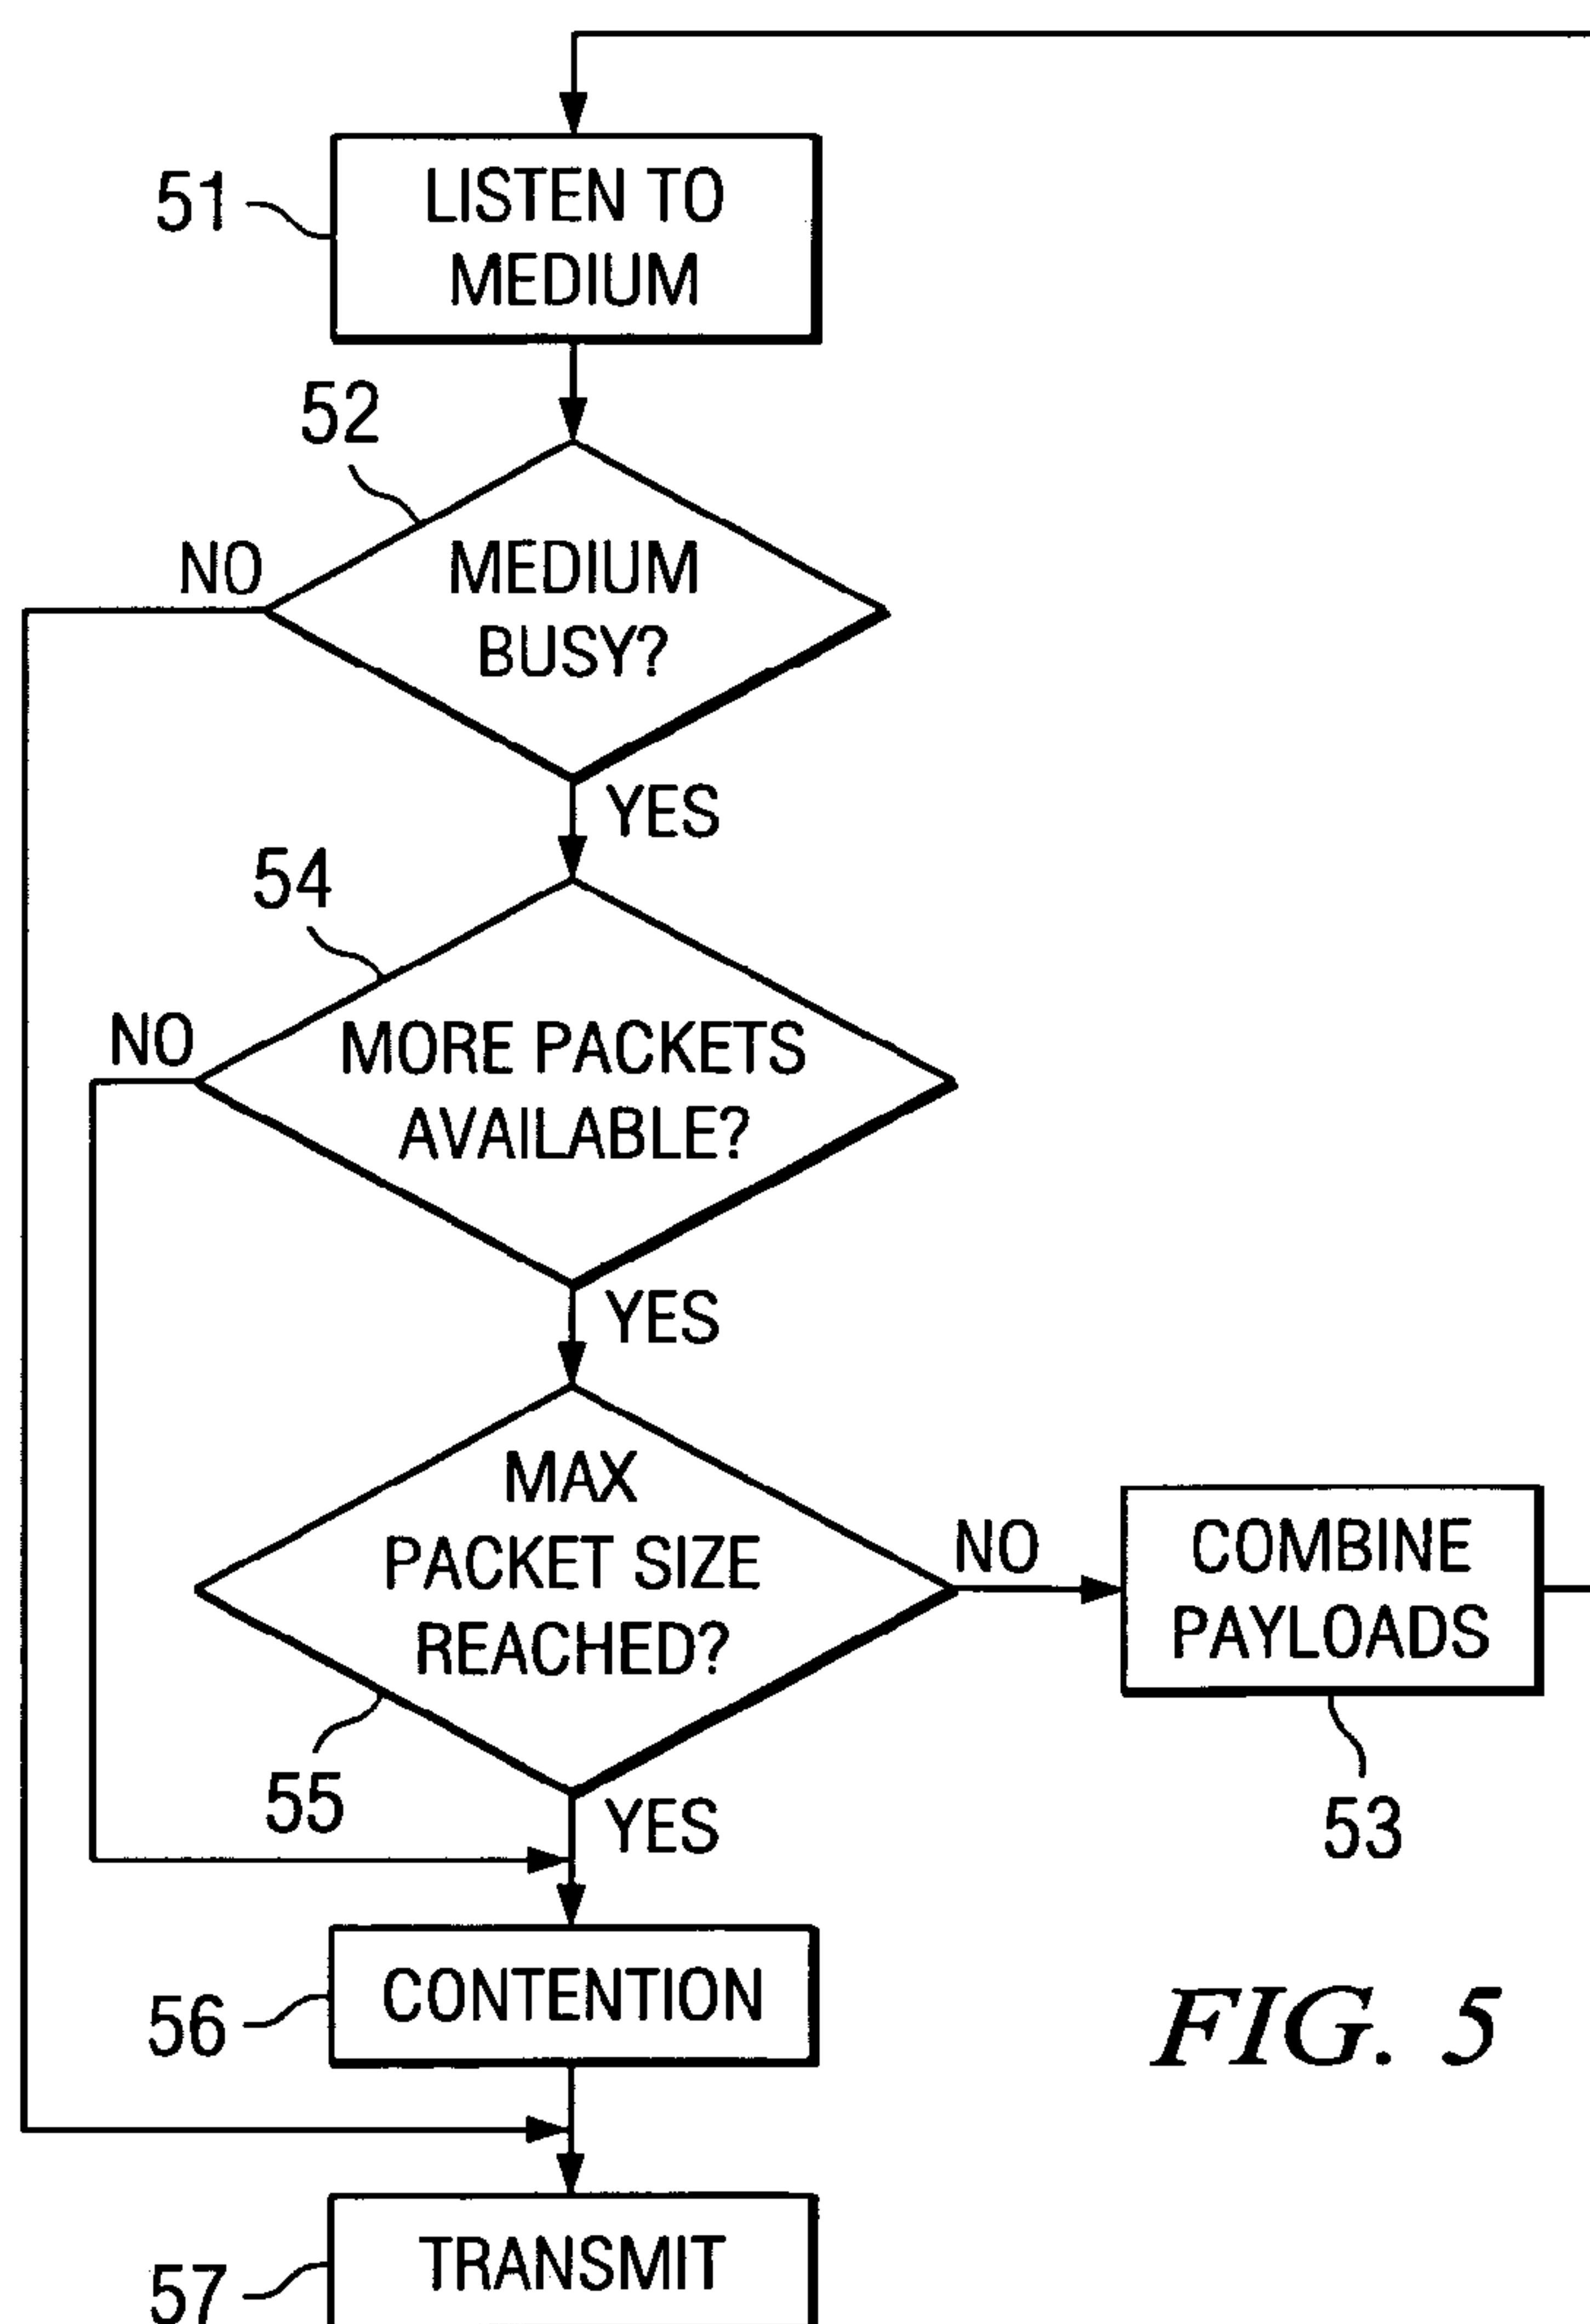 51
LISTEN TO
MEDIUM
52
NO
MEDIUM
BUSY?
YES
54
NO
MORE PACKETS
AVAILABLE?
YES
MAX
PACKET SIZE
REACHED?
NO
COMBINE
PAYLOADS
55
YES
53
CONTENTION
56
FIG. 5
TRANSMIT
57